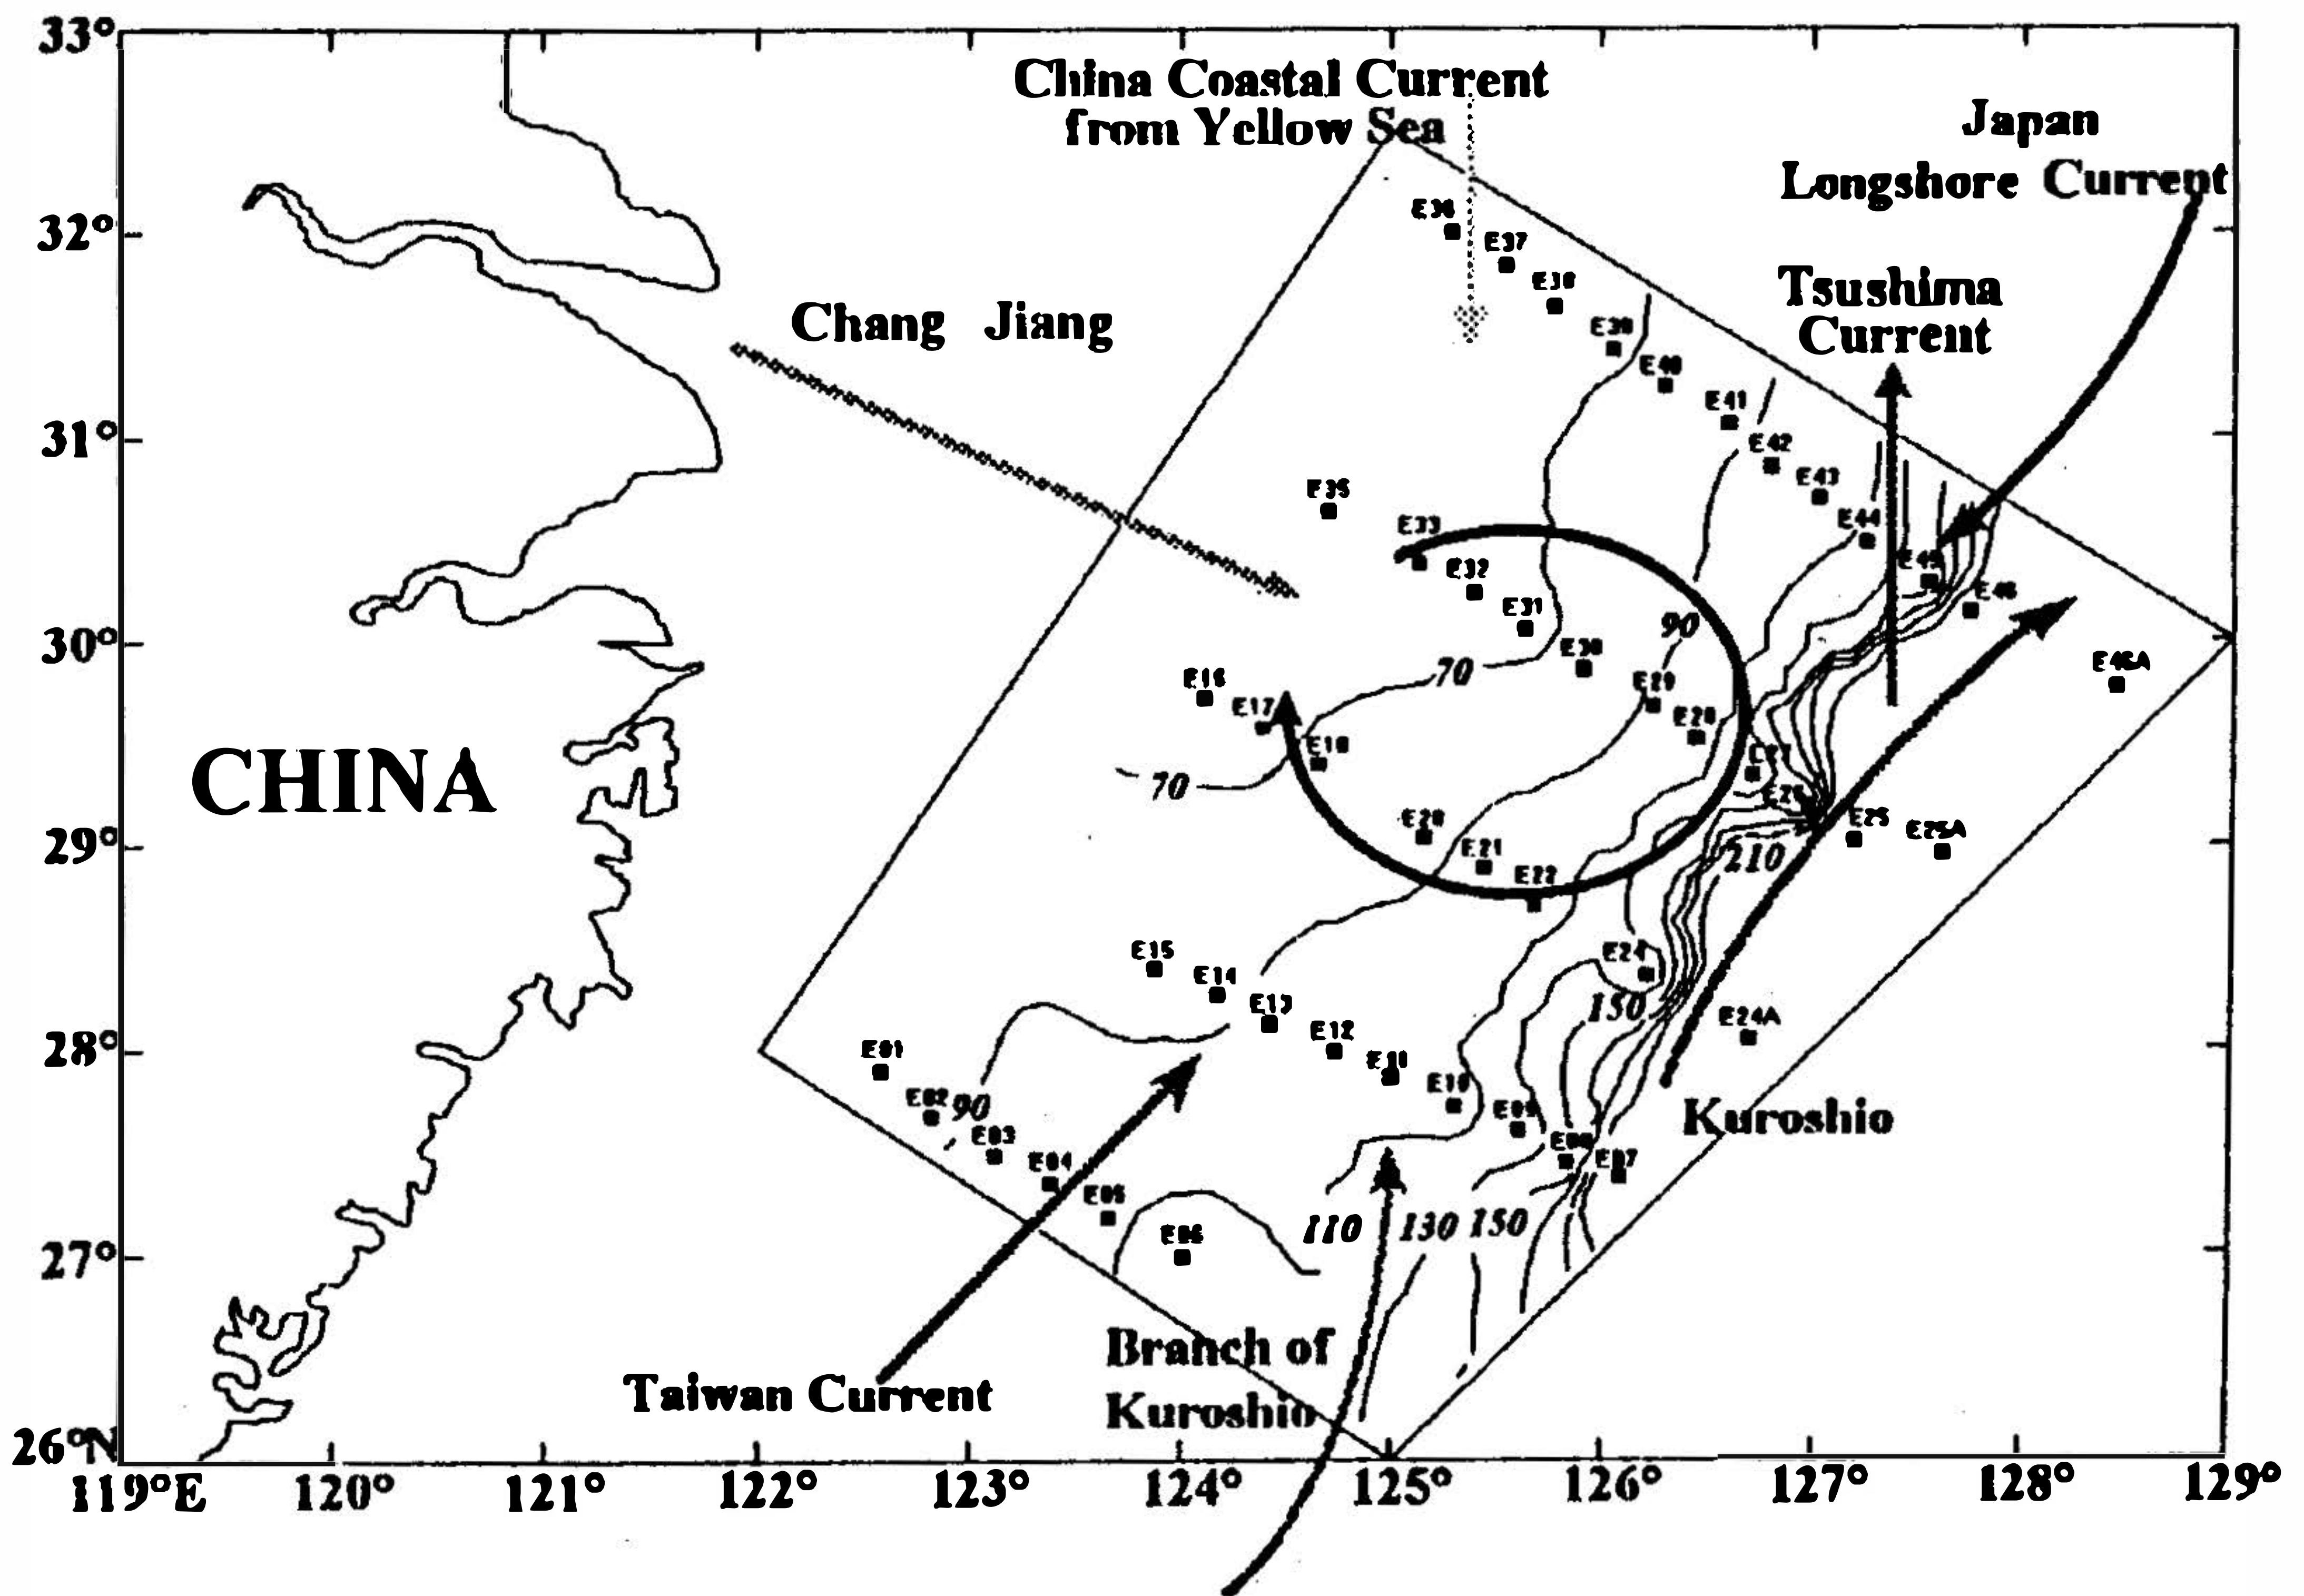 33°
China Coastal Current
from Yellow Sea
Japan
Longshore Current
32°
E37
Tsushima
Current
Chang Jiang
E39
E40
31°
E41
E42
E43
E35
E44
E33
E32
E45
E31
E46
30°
90
E30
70
E46A
E16
E29
E17
E28
E18
E27
CHINA
70
E26
29°
E20
E25
E25A
E21
210
E22
E15
E24
E14
E13
150
E24A
28°
E12
E01
E11
E10
E02
90
E09
Kuroshio
E03
E08
E04
E07
E05
110
130
150
27°
E06
Branch of
Kuroshio
Taiwan Current
26°N
119°E
120°
121°
122°
123°
124°
125°
126°
127°
128°
129°